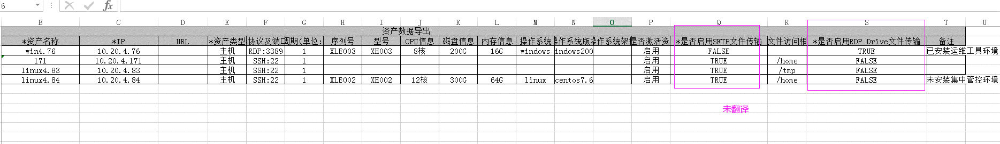 6 fx
B C D E F G H I J K L M N O P Q R S T U
资产数据导出
*资产名称 *IP URL *资产类型 协议及端口 周期(单位: 序列号 型号 CPU信息 磁盘信息 内存信息 操作系统 操作系统版本 操作系统架构 是否激活资 *是否启用SFTP文件传输 文件访问根 *是否启用RDP Drive文件传输 备注
win4.76 10.20.4.76 主机 RDP:3389 1 XLE003 XH003 8核 200G 16G windows indows200 启用 FALSE TRUE 已安装运维工具环境
171 10.20.4.171 主机 SSH:22 1 启用 TRUE /home FALSE
linux4.83 10.20.4.83 主机 SSH:22 1 启用 TRUE /tmp FALSE
linux4.84 10.20.4.84 主机 SSH:22 1 XLE002 XH002 12核 300G 64G linux centos7.6 启用 TRUE /home FALSE 未安装集中管控环境
未翻译